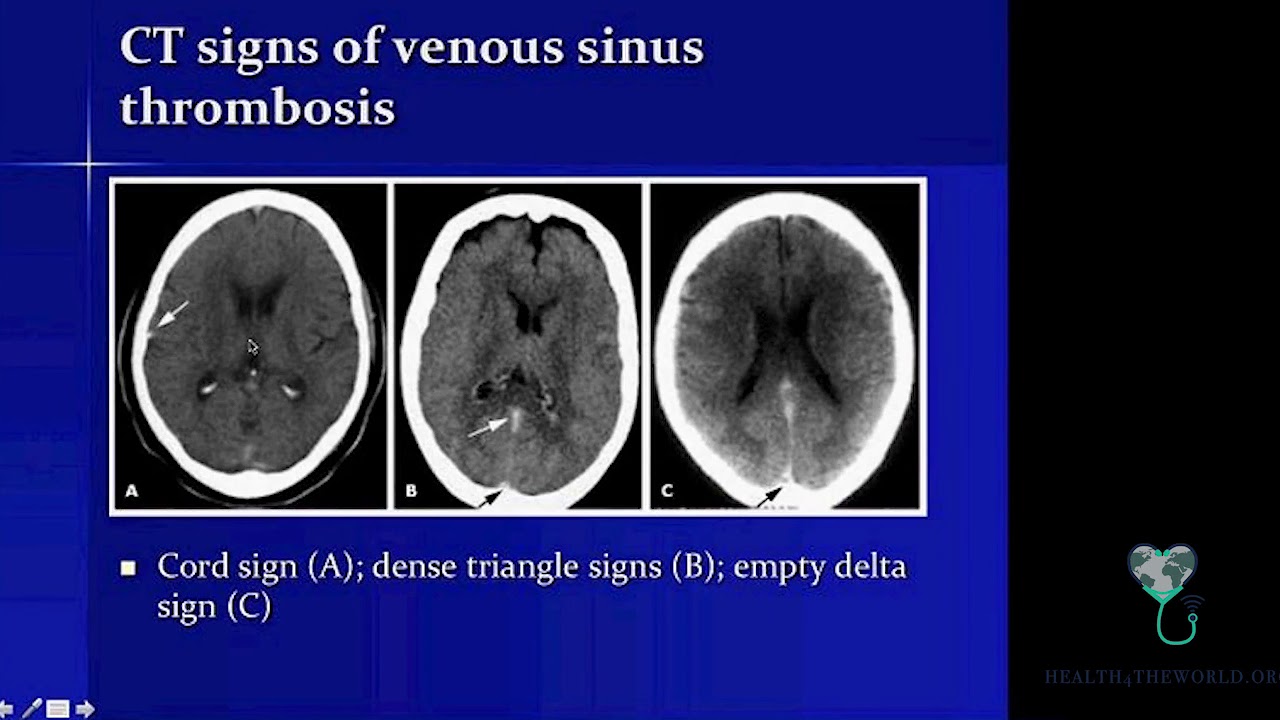 CT signs of venous sinus
thrombosis
A
B
C
Cord sign (A); dense triangle signs (B); empty delta
sign (C)
HEALTH4THEWORLD.OR